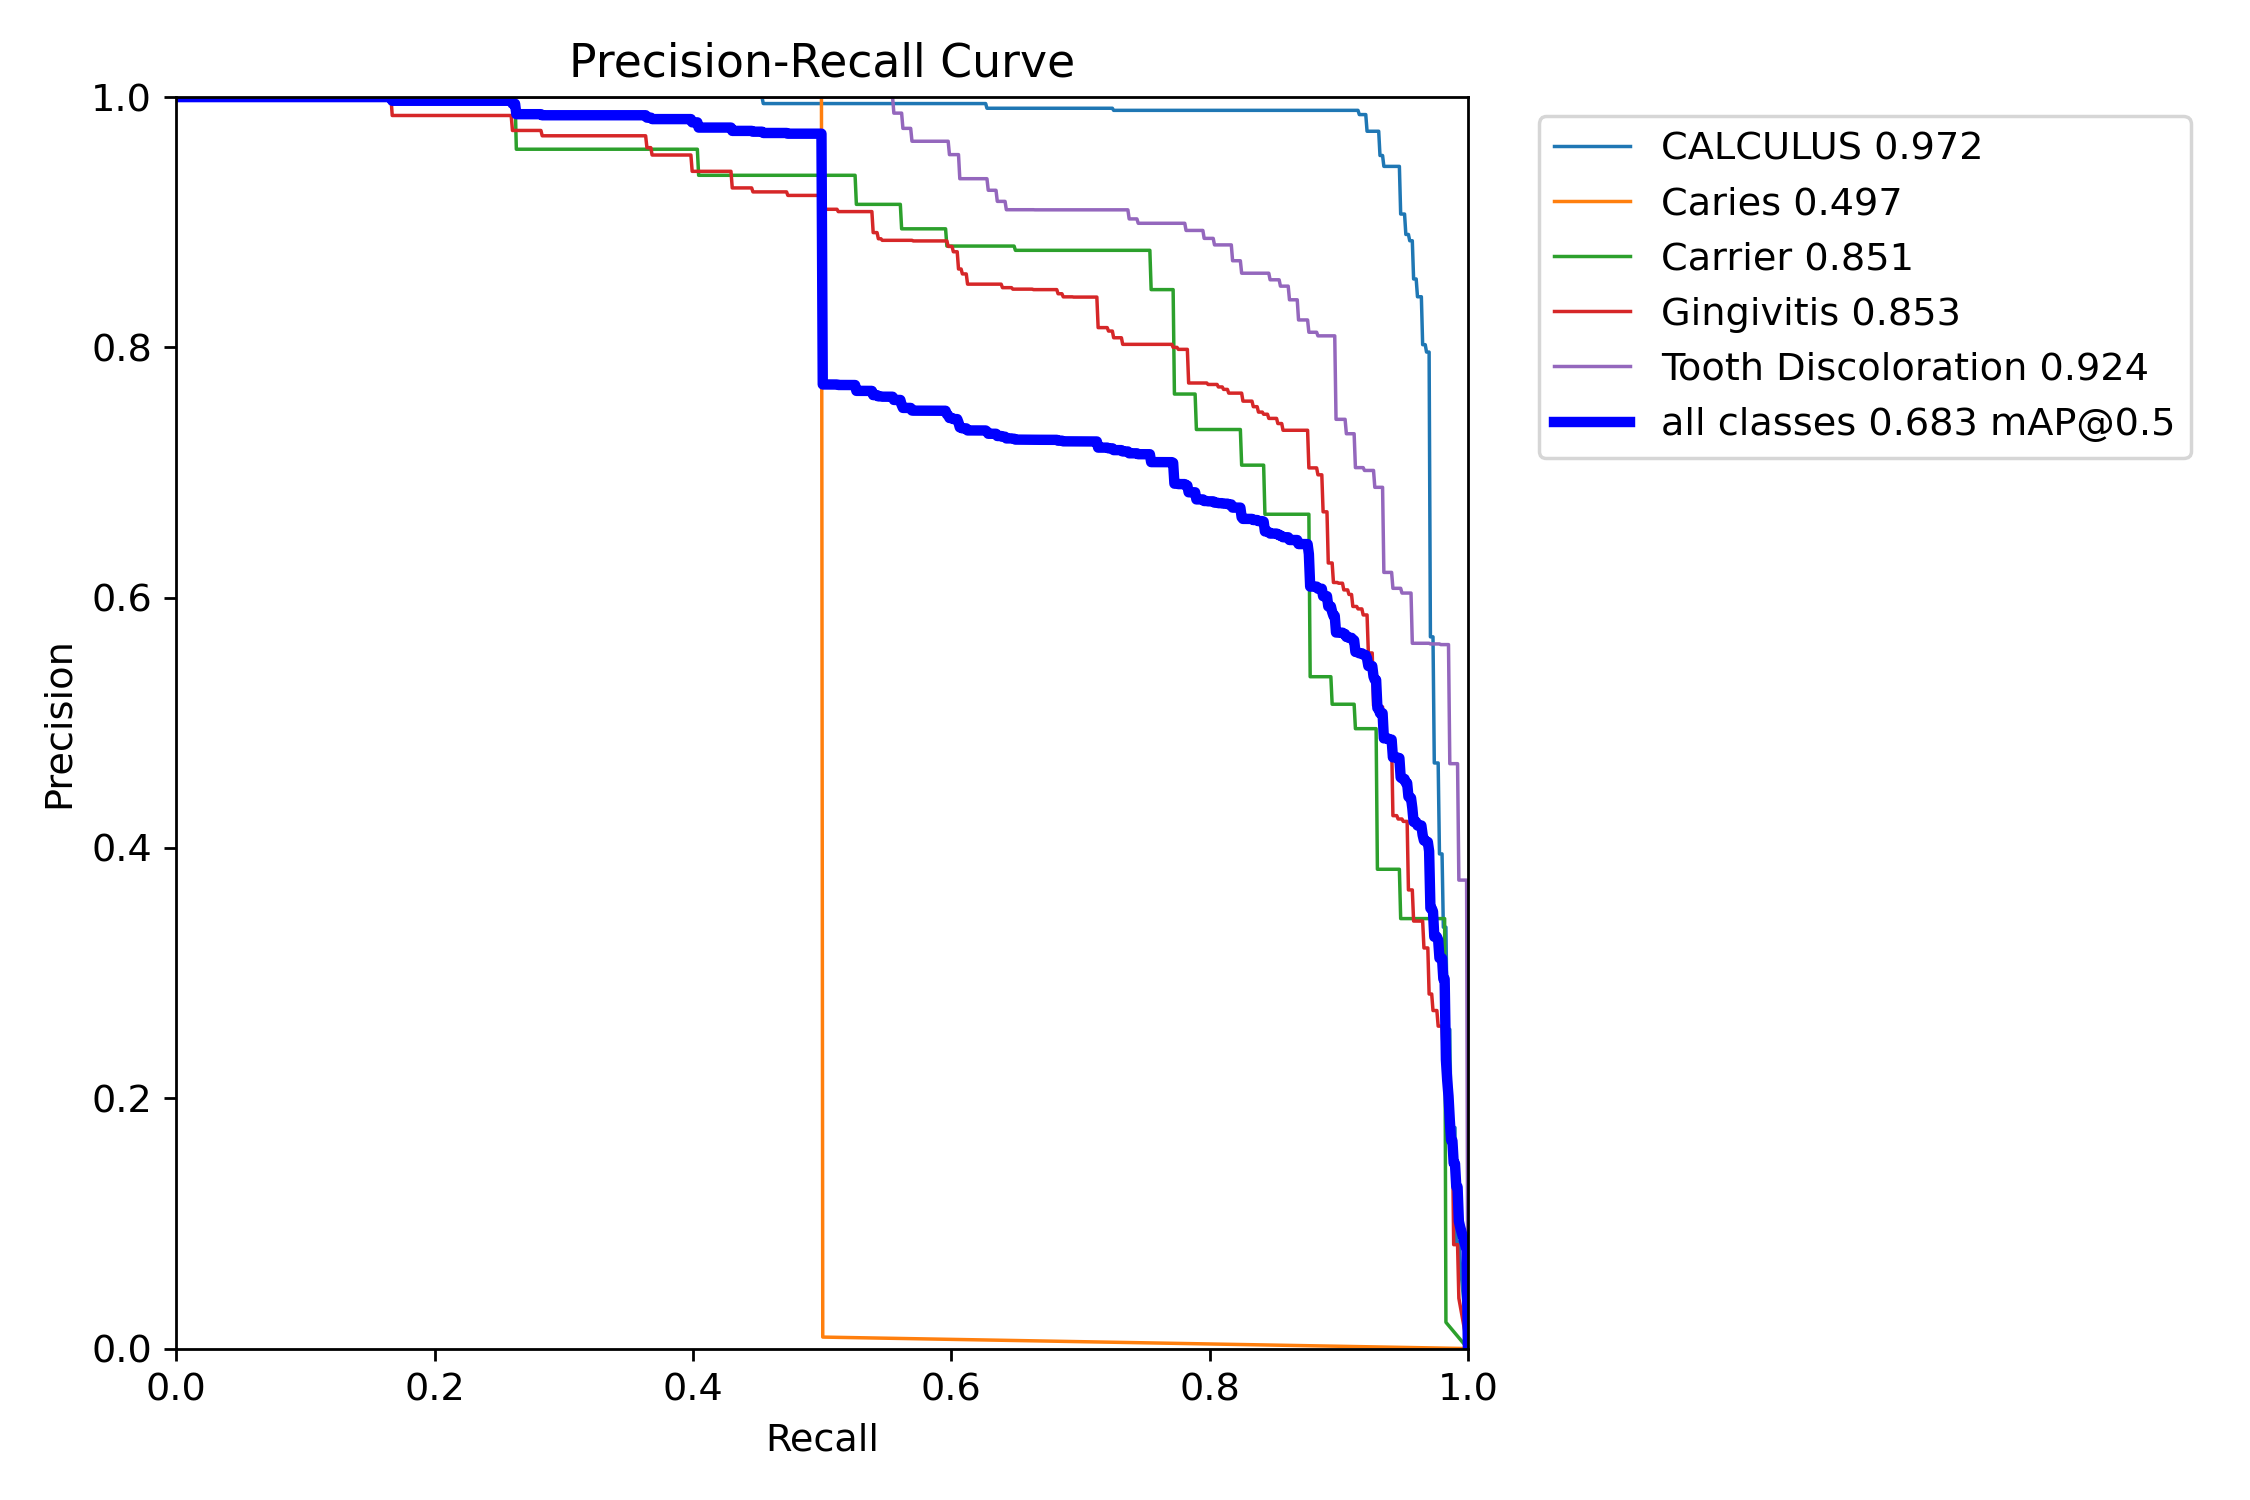 Precision-Recall Curve
1.0
0.8
0.6
0.4
0.2
0.0
Precision
0.0 0.2 0.4 0.6 0.8 1.0
Recall
CALCULUS 0.972
Caries 0.497
Carrier 0.851
Gingivitis 0.853
Tooth Discoloration 0.924
all classes 0.683 mAP@0.5